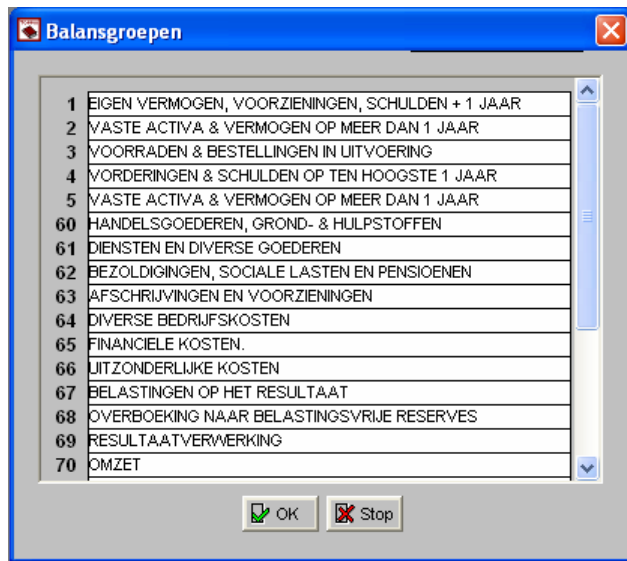 Balansgroepen
1 EIGEN VERMOGEN, VOORZIENINGEN, SCHULDEN + 1 JAAR
2 VASTE ACTIVA & VERMOGEN OP MEER DAN 1 JAAR
3 VOORRADEN & BESTELLINGEN IN UITVOERING
4 VORDERINGEN & SCHULDEN OP TEN HOOGSTE 1 JAAR
5 VASTE ACTIVA & VERMOGEN OP MEER DAN 1 JAAR
60 HANDELSGOEDEREN, GROND- & HULPSTOFFEN
61 DIENSTEN EN DIVERSE GOEDEREN
62 BEZOLDIGINGEN, SOCIALE LASTEN EN PENSIOENEN
63 AFSCHRIJVINGEN EN VOORZIENINGEN
64 DIVERSE BEDRIJFSKOSTEN
65 FINANCIELE KOSTEN.
66 UITZONDERLIJKE KOSTEN
67 BELASTINGEN OP HET RESULTAAT
68 OVERBOEKING NAAR BELASTINGSVRIJE RESERVES
69 RESULTAATVERWERKING
70 OMZET
OK Stop